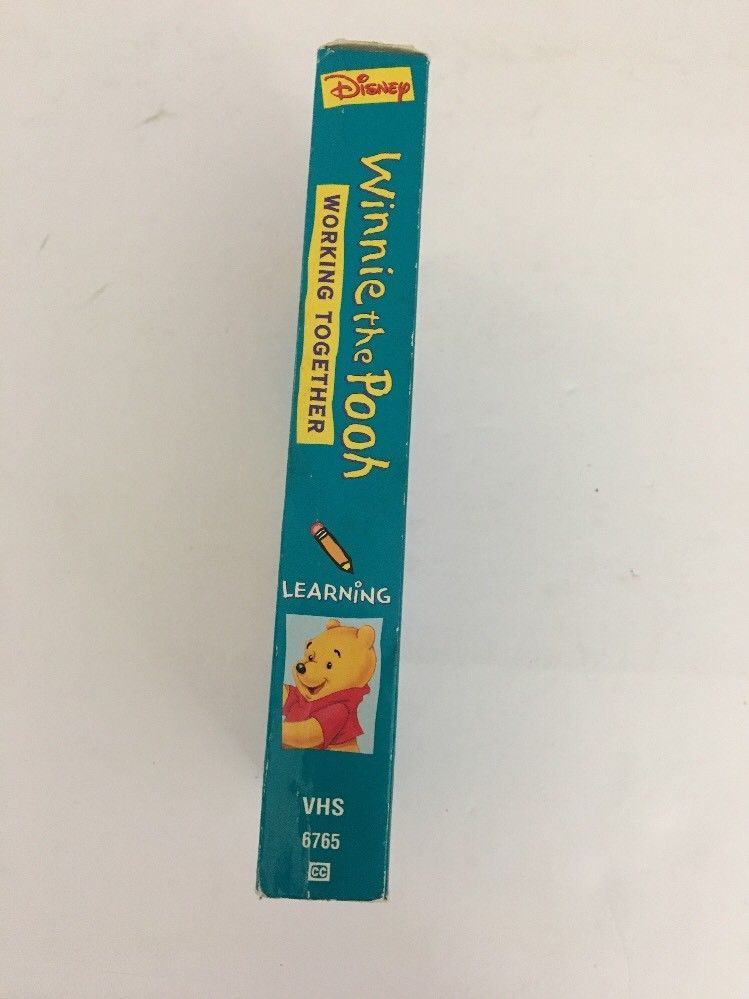 Disney
Winnie the Pooh
WORKING TOGETHER
LEARNING
VHS
6765
CC